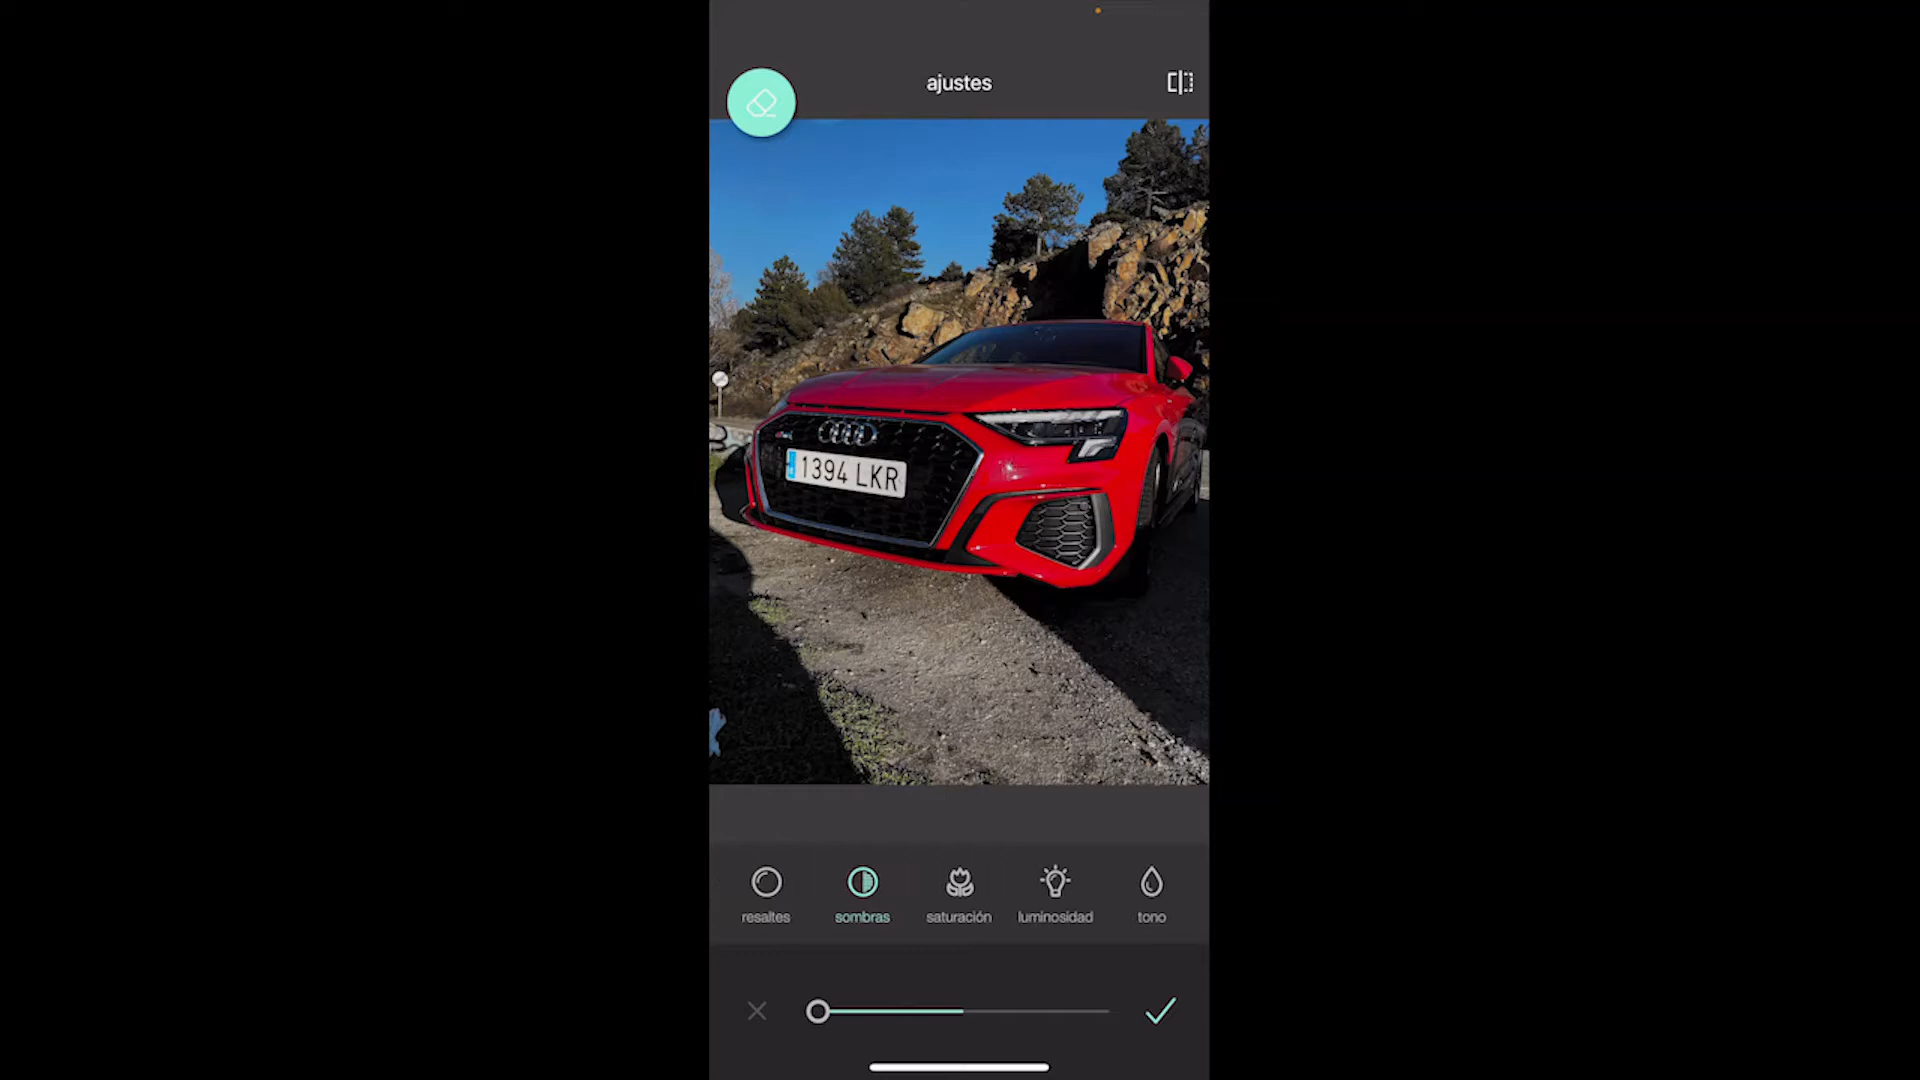 ajustes
1394 LKR
resaltes
sombras
saturación
luminosidad
tono